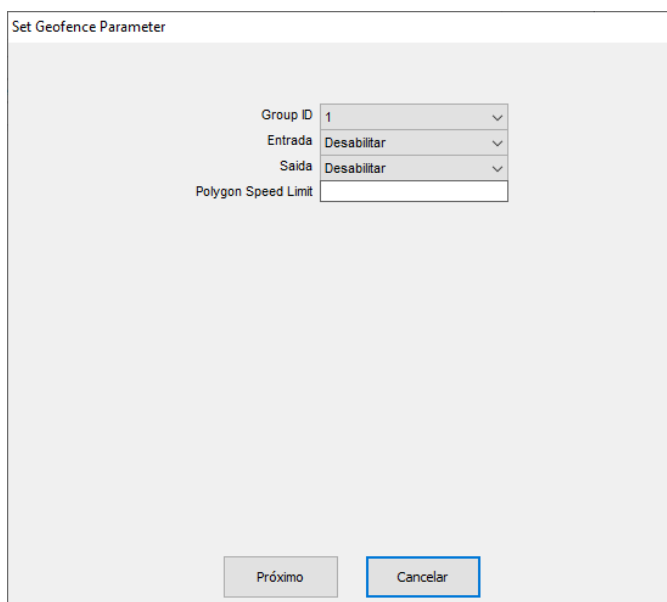 Set Geofence Parameter
Group ID 1
Entrada Desabilitar
Saida Desabilitar
Polygon Speed Limit
Próximo Cancelar